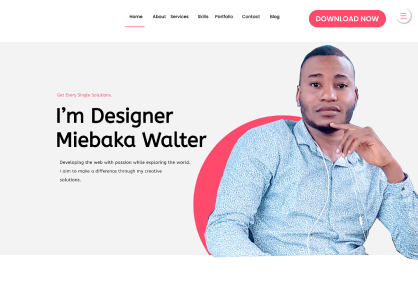 Home About Services Skills Portfolio Contact Blog
DOWNLOAD NOW
Get Every Single Solutions.
I'm Designer
Miebaka Walter
Developing the web with passion while exploring the world,
I aim to make a difference through my creative
solutions.